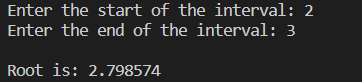 Enter the start of the interval: 2
Enter the end of the interval: 3
Root is: 2.798574